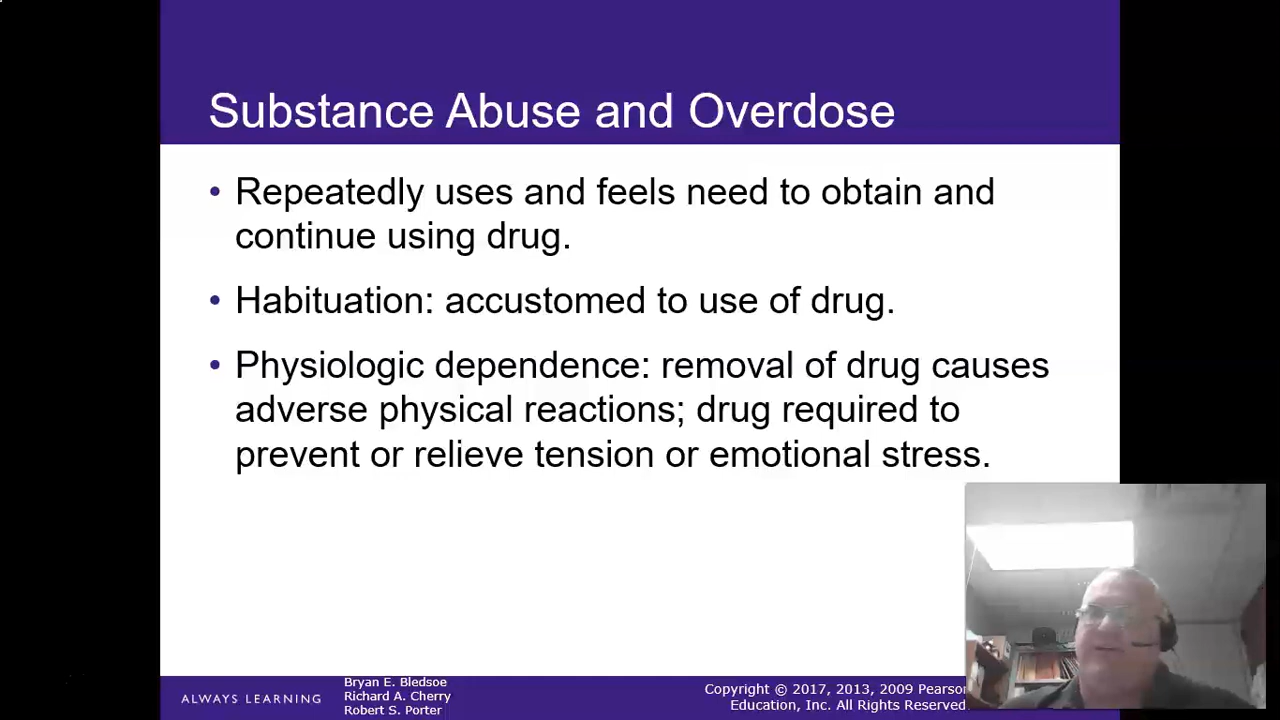 Substance Abuse and Overdose
• Repeatedly uses and feels need to obtain and
continue using drug.
• Habituation: accustomed to use of drug.
• Physiologic dependence: removal of drug causes
adverse physical reactions; drug required to
prevent or relieve tension or emotional stress.
ALWAYS LEARNING
Bryan E. Bledsoe
Richard A. Cherry
Robert S. Porter
Copyright © 2017, 2013, 2009 Pearson
Education, Inc. All Rights Reserved.